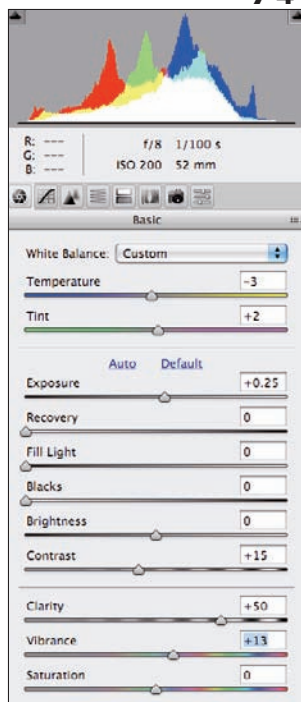 R: ---
G: ---
B: ---
f/8 1/100 s
ISO 200 52 mm
Basic
White Balance: Custom
Temperature -3
Tint +2
Auto Default
Exposure +0.25
Recovery 0
Fill Light 0
Blacks 0
Brightness 0
Contrast +15
Clarity +50
Vibrance +13
Saturation 0